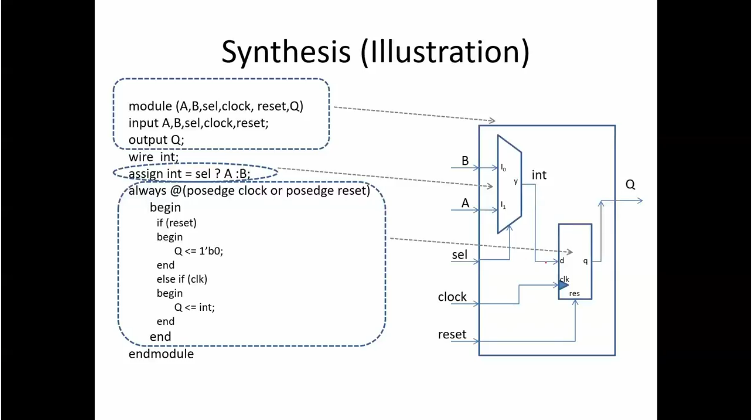 Synthesis (Illustration)
module (A,B,sel,clock, reset,Q)
input A,B,sel,clock,reset;
output Q;
wire int;
assign int = sel ? A :B;
always @(posedge clock or posedge reset)
begin
if (reset)
begin
Q <= 1'b0;
end
else if (clk)
begin
Q <= int;
end
end
endmodule
B
I₀
y
int
A
I₁
Q
sel
d
q
clk
clock
res
reset